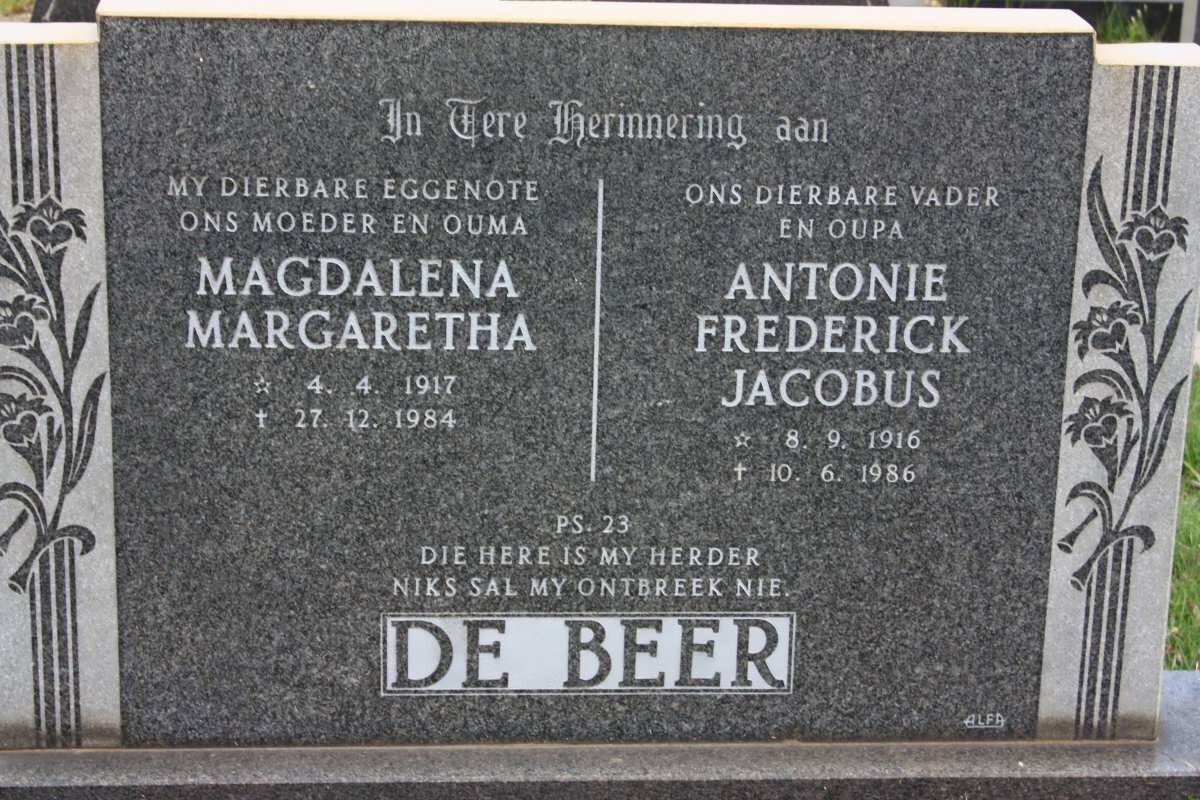 In Tere Herinnering aan
MY DIERBARE EGGENOTE
ONS MOEDER EN OUMA
MAGDALENA
MARGARETHA
☆ 4. 4. 1917
✝ 27. 12. 1984
ONS DIERBARE VADER
EN OUPA
ANTONIE
FREDERICK
JACOBUS
☆ 8. 9. 1916
✝ 10. 6. 1986
PS. 23
DIE HERE IS MY HERDER
NIKS SAL MY ONTBREEK NIE.
DE BEER
ALFA